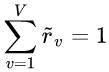 \sum_{v=1}^{V} \tilde{r}_v = 1